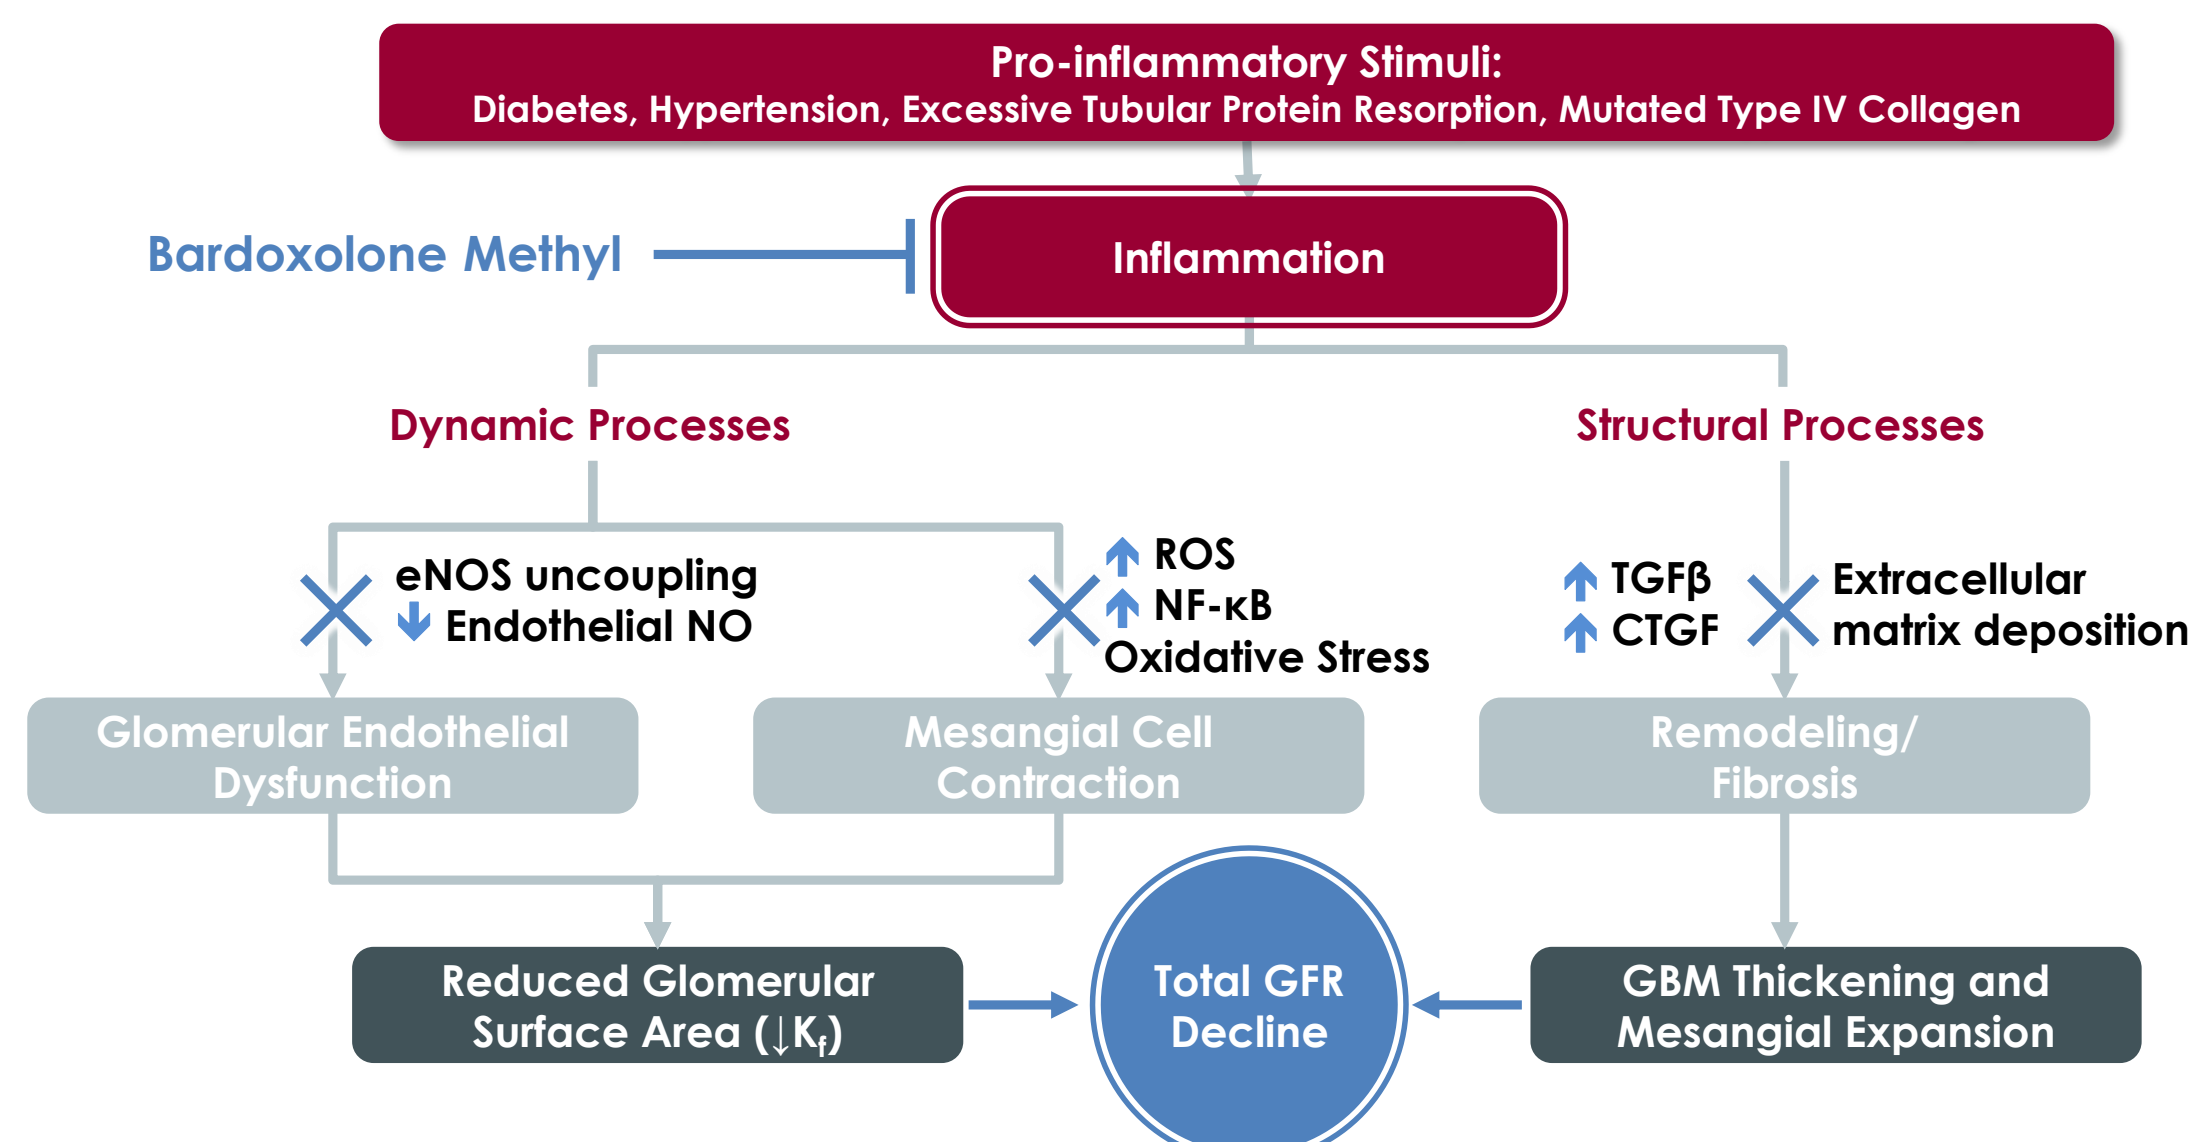 Pro-inflammatory Stimuli:
Diabetes, Hypertension, Excessive Tubular Protein Resorption, Mutated Type IV Collagen
Bardoxolone Methyl
Inflammation
Dynamic Processes
Structural Processes
eNOS uncoupling
↓ Endothelial NO
↑ ROS
↑ NF-κB
Oxidative Stress
↑ TGFβ
↑ CTGF
Extracellular
matrix deposition
Glomerular Endothelial
Dysfunction
Mesangial Cell
Contraction
Remodeling/
Fibrosis
Reduced Glomerular
Surface Area (↓Kf)
Total GFR
Decline
GBM Thickening and
Mesangial Expansion